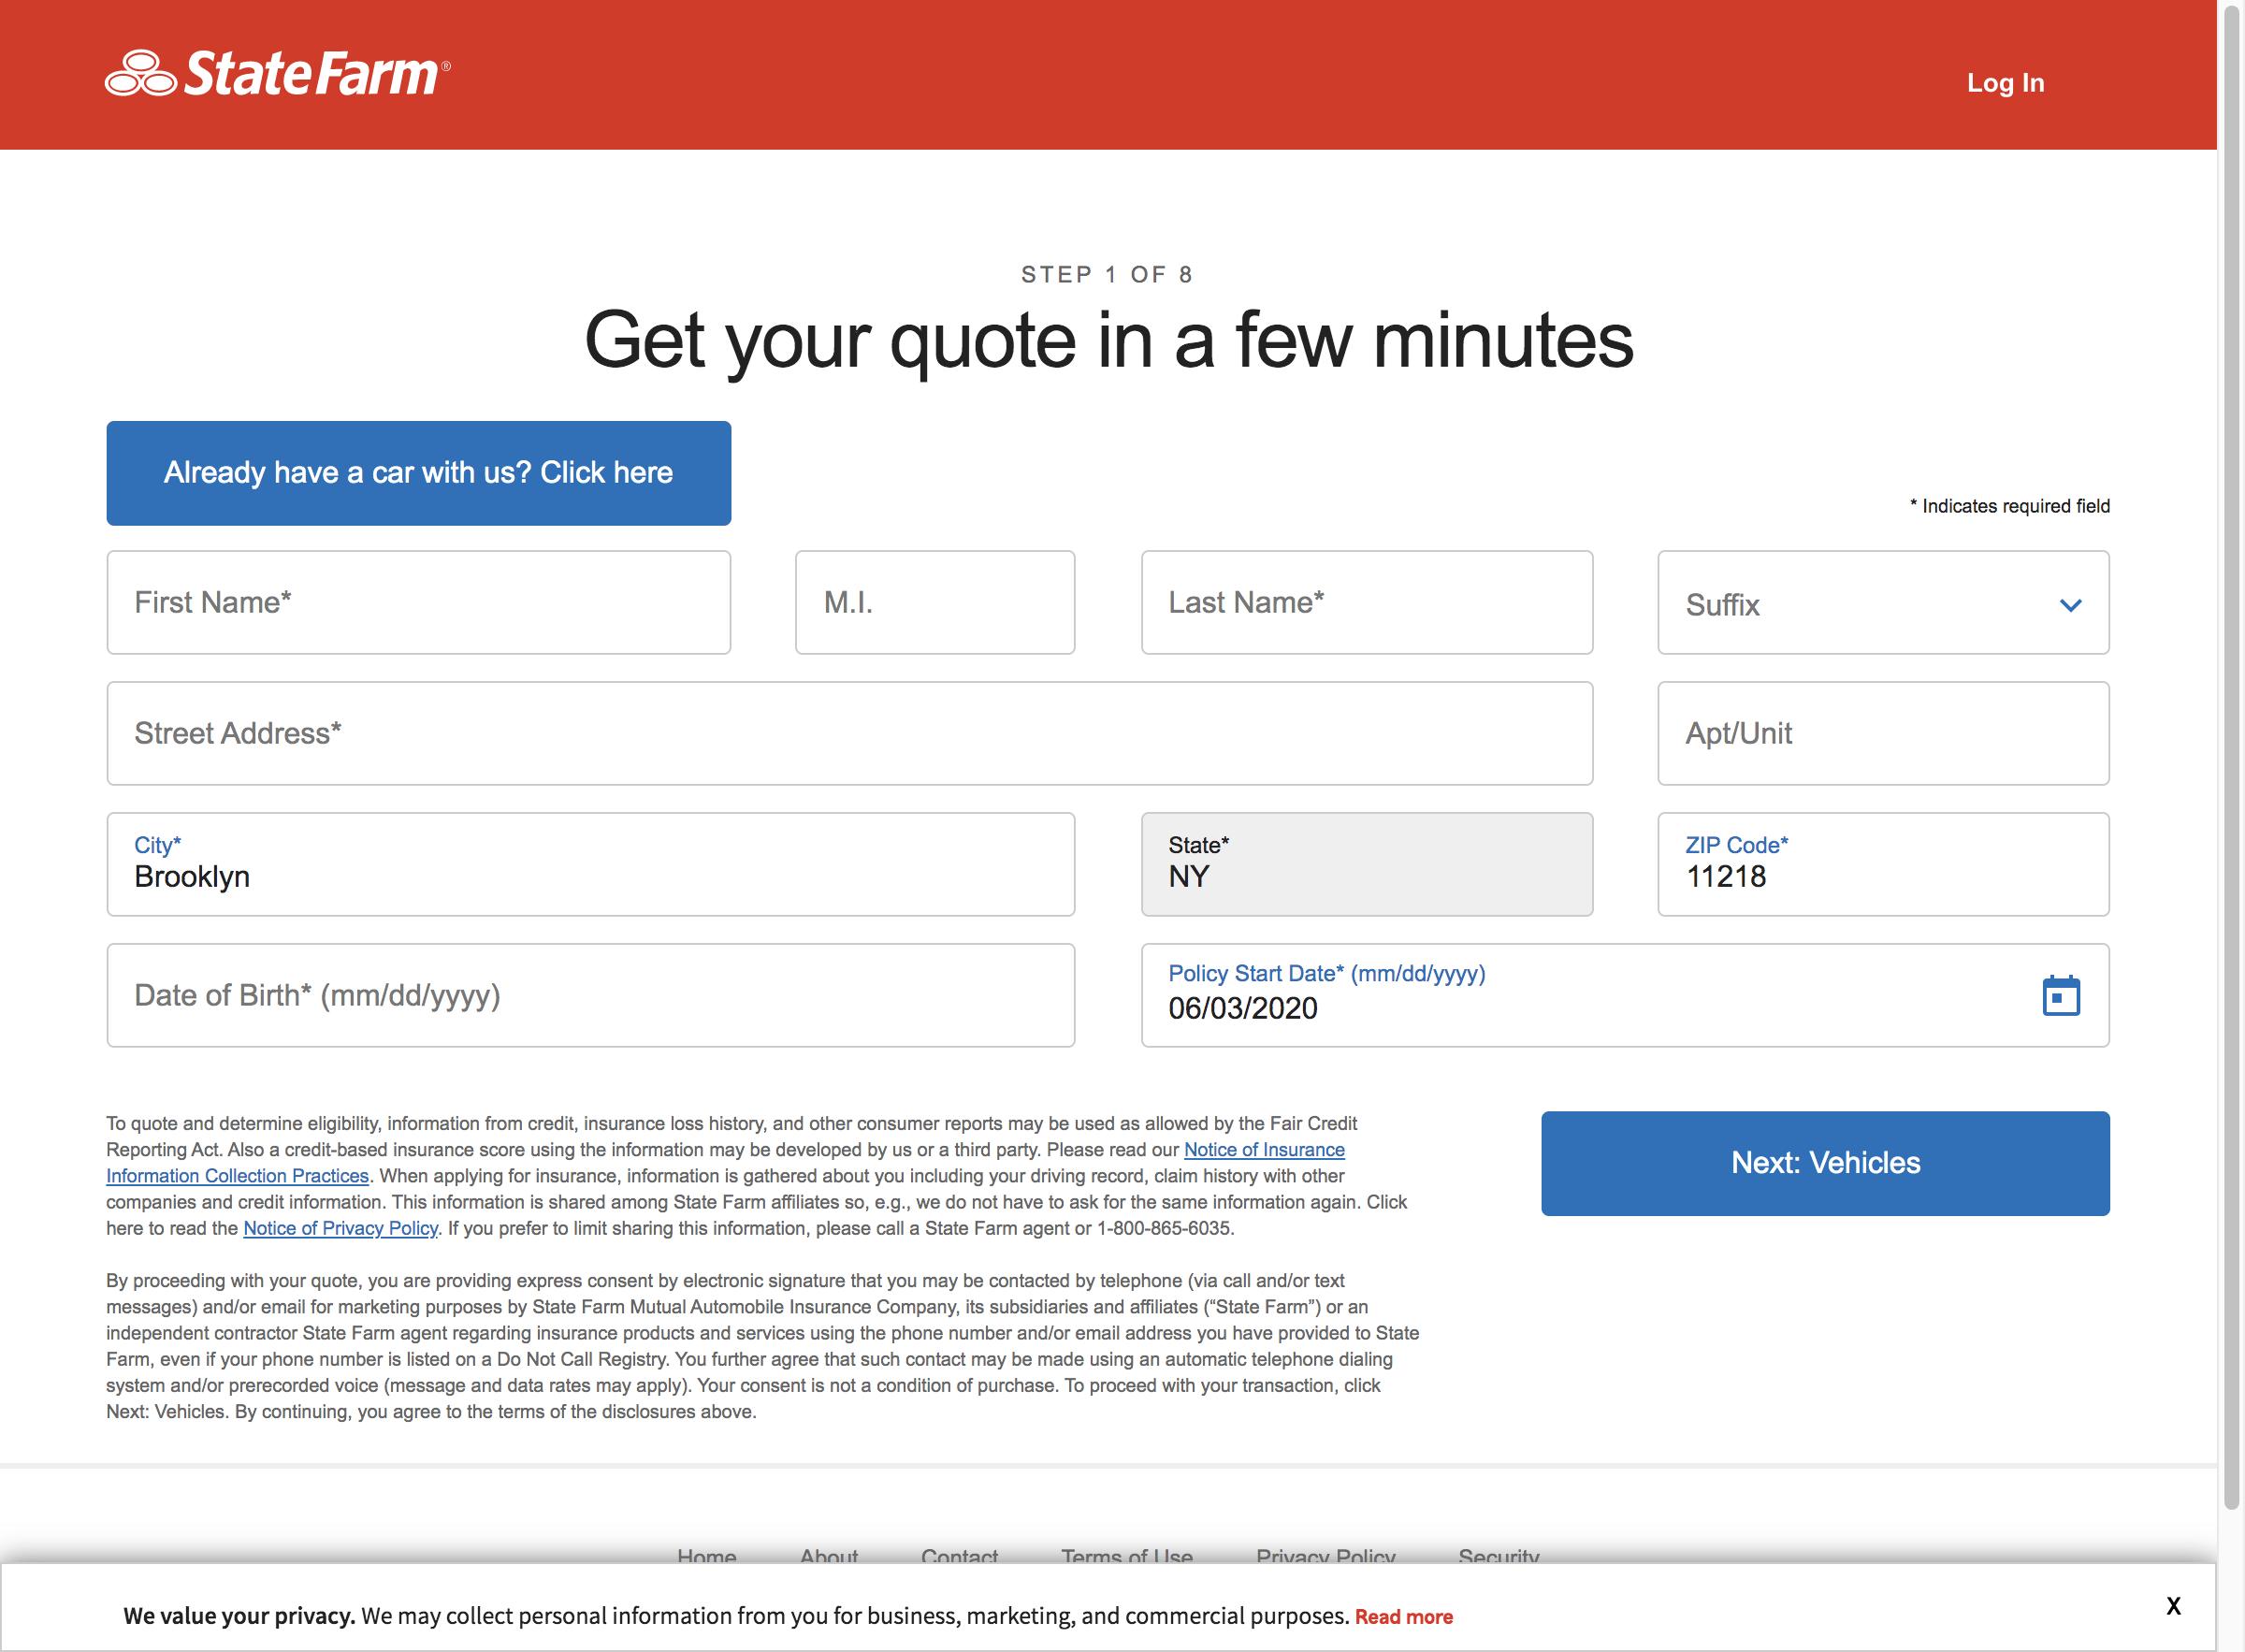 StateFarm®
Log In
STEP 1 OF 8
Get your quote in a few minutes
Already have a car with us? Click here
* Indicates required field
First Name*
M.I.
Last Name*
Suffix
Street Address*
Apt/Unit
City*
Brooklyn
State*
NY
ZIP Code*
11218
Date of Birth* (mm/dd/yyyy)
Policy Start Date* (mm/dd/yyyy)
06/03/2020
To quote and determine eligibility, information from credit, insurance loss history, and other consumer reports may be used as allowed by the Fair Credit
Reporting Act. Also a credit-based insurance score using the information may be developed by us or a third party. Please read our Notice of Insurance
Information Collection Practices. When applying for insurance, information is gathered about you including your driving record, claim history with other
companies and credit information. This information is shared among State Farm affiliates so, e.g., we do not have to ask for the same information again. Click
here to read the Notice of Privacy Policy. If you prefer to limit sharing this information, please call a State Farm agent or 1-800-865-6035.
Next: Vehicles
By proceeding with your quote, you are providing express consent by electronic signature that you may be contacted by telephone (via call and/or text
messages) and/or email for marketing purposes by State Farm Mutual Automobile Insurance Company, its subsidiaries and affiliates (“State Farm”) or an
independent contractor State Farm agent regarding insurance products and services using the phone number and/or email address you have provided to State
Farm, even if your phone number is listed on a Do Not Call Registry. You further agree that such contact may be made using an automatic telephone dialing
system and/or prerecorded voice (message and data rates may apply). Your consent is not a condition of purchase. To proceed with your transaction, click
Next: Vehicles. By continuing, you agree to the terms of the disclosures above.
Home About Contact Terms of Use Privacy Policy Security
We value your privacy. We may collect personal information from you for business, marketing, and commercial purposes. Read more
X